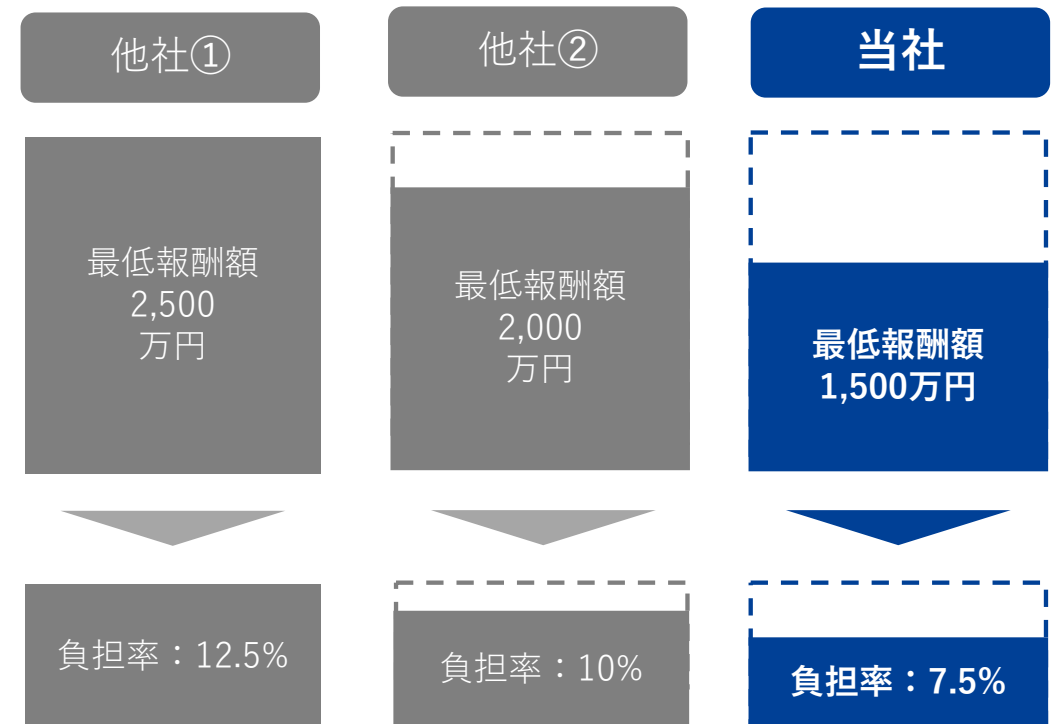 他社①
他社②
当社
最低報酬額
2,500
万円
最低報酬額
2,000
万円
最低報酬額
1,500万円
負担率：12.5%
負担率：10%
負担率：7.5%